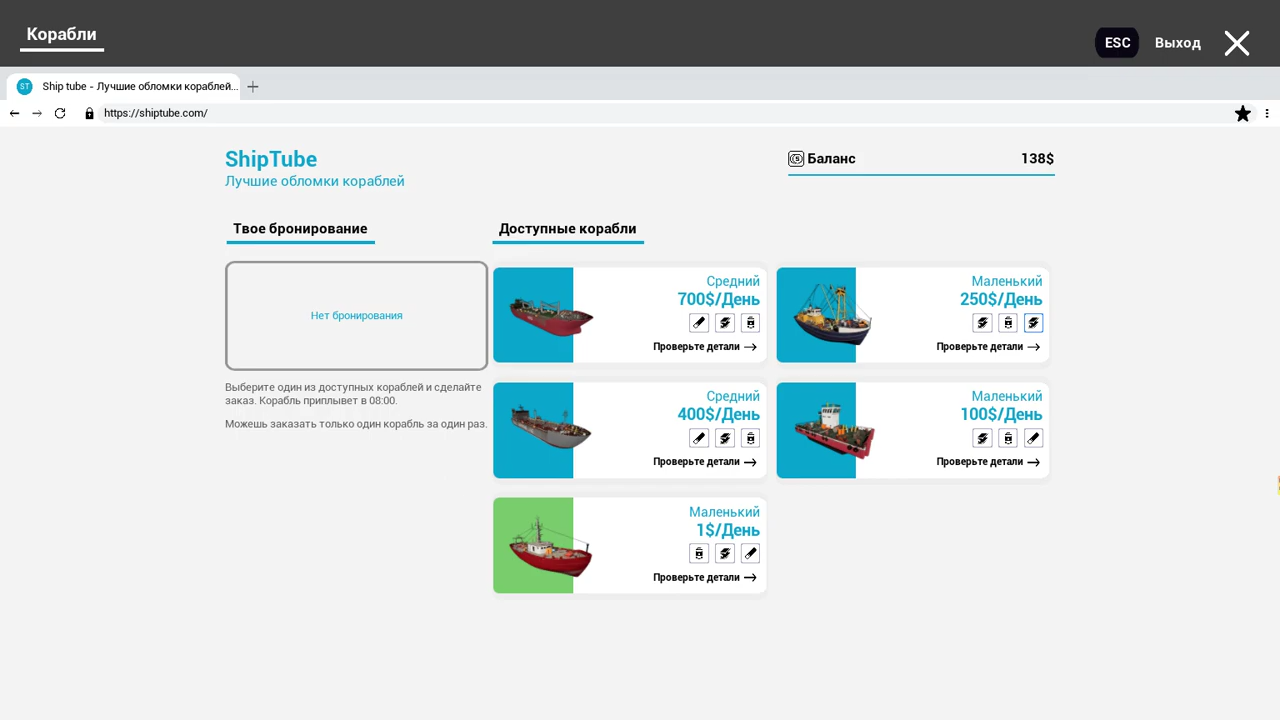 Корабли
ESC Выход
ST Ship tube - Лучшие обломки кораблей...
https://shiptube.com/
ShipTube
Лучшие обломки кораблей
Баланс 138$
Твое бронирование
Нет бронирования
Выберите один из доступных кораблей и сделайте
заказ. Корабль приплывет в 08:00.
Можешь заказать только один корабль за один раз.
Доступные корабли
Средний
700$/День
Проверьте детали
Маленький
250$/День
Проверьте детали
Средний
400$/День
Проверьте детали
Маленький
100$/День
Проверьте детали
Маленький
1$/День
Проверьте детали